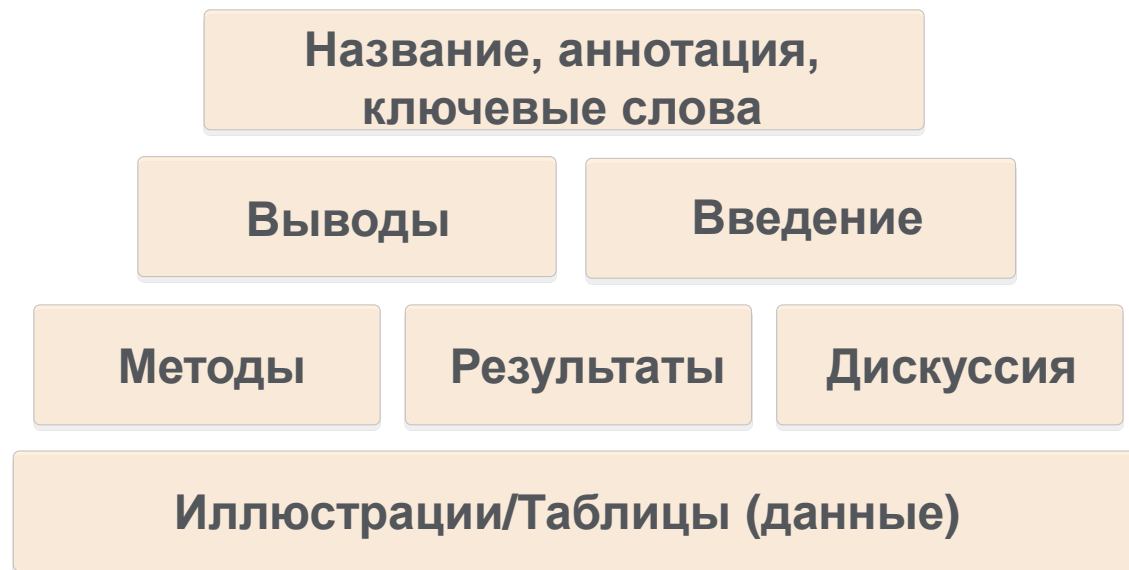 Название, аннотация,
ключевые слова
Выводы
Введение
Методы
Результаты
Дискуссия
Иллюстрации/Таблицы (данные)